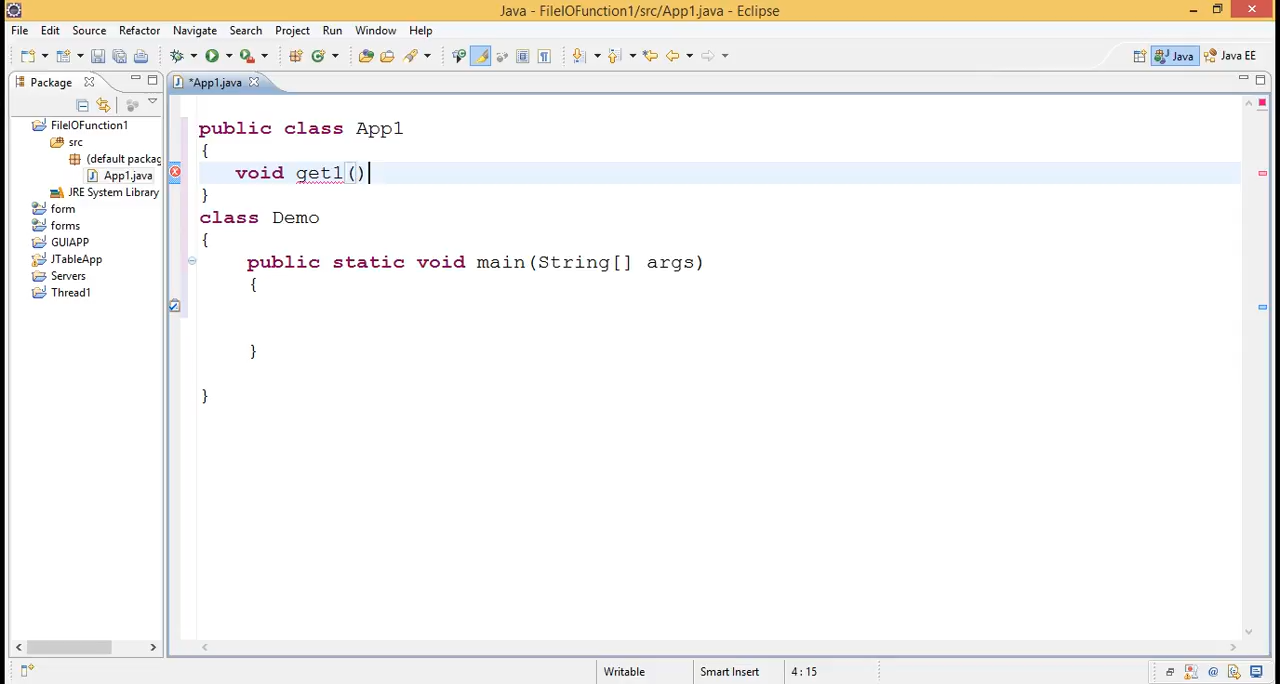 Java - FileIOFunction1/src/App1.java - Eclipse
File Edit Source Refactor Navigate Search Project Run Window Help
Java Java EE
Package *App1.java
FileIOFunction1
src
(default packag
App1.java
JRE System Library
form
forms
GUIAPP
JTableApp
Servers
Thread1
public class App1
{
void get1()
}
class Demo
{
public static void main(String[] args)
{
}
}
Writable Smart Insert 4:15